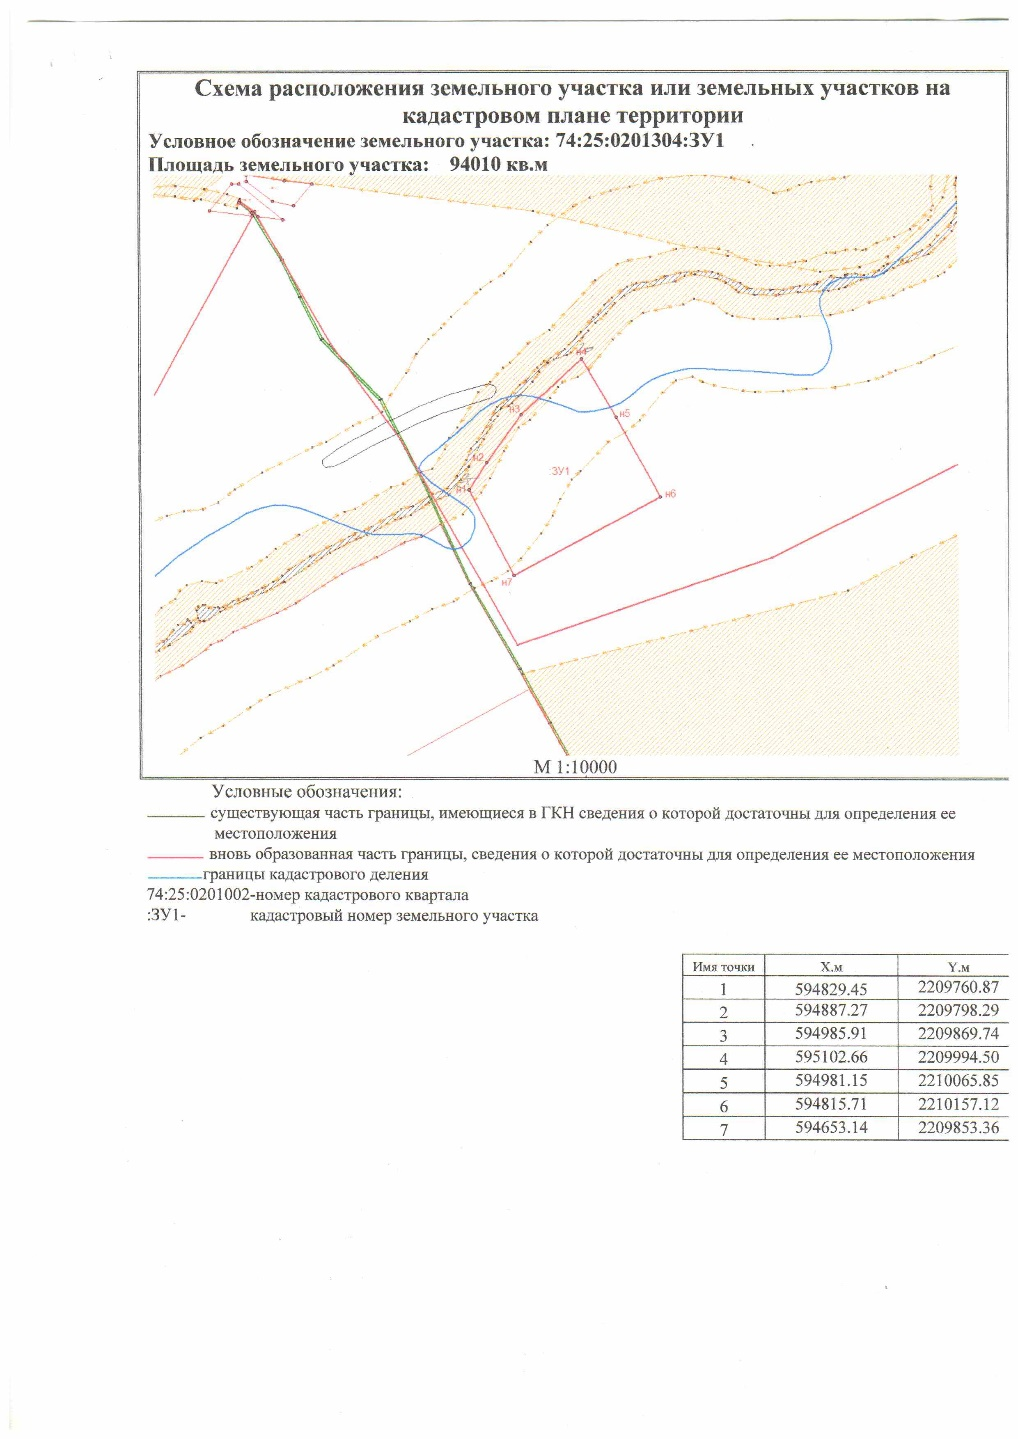 Схема расположения земельного участка или земельных участков на
кадастровом плане территории
Условное обозначение земельного участка: 74:25:0201304:ЗУ1
Площадь земельного участка: 94010 кв.м
н4
н3
н5
н2
ЗУ1
н1
н6
н7
М 1:10000
Условные обозначения:
существующая часть границы, имеющиеся в ГКН сведения о которой достаточны для определения ее
местоположения
вновь образованная часть границы, сведения о которой достаточны для определения ее местоположения
границы кадастрового деления
74:25:0201002-номер кадастрового квартала
:ЗУ1- кадастровый номер земельного участка
Имя точки X.м Y.м
1 594829.45 2209760.87
2 594887.27 2209798.29
3 594985.91 2209869.74
4 595102.66 2209994.50
5 594981.15 2210065.85
6 594815.71 2210157.12
7 594653.14 2209853.36